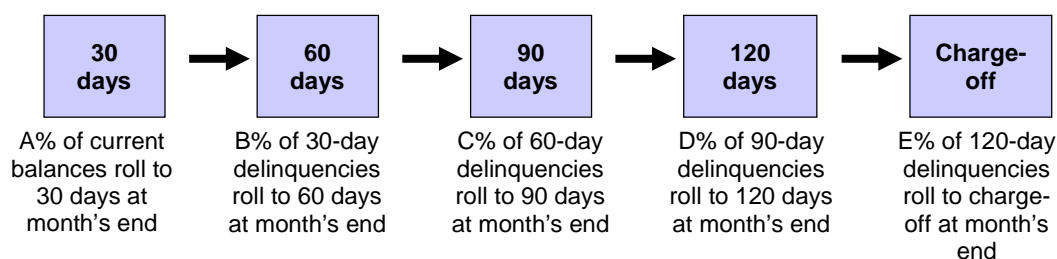 30
days
60
days
90
days
120
days
Charge-
off
A% of current
balances roll to
30 days at
month's end
B% of 30-day
delinquencies
roll to 60 days
at month's end
C% of 60-day
delinquencies
roll to 90 days
at month's end
D% of 90-day
delinquencies
roll to 120 days
at month's end
E% of 120-day
delinquencies
roll to charge-
off at month's
end